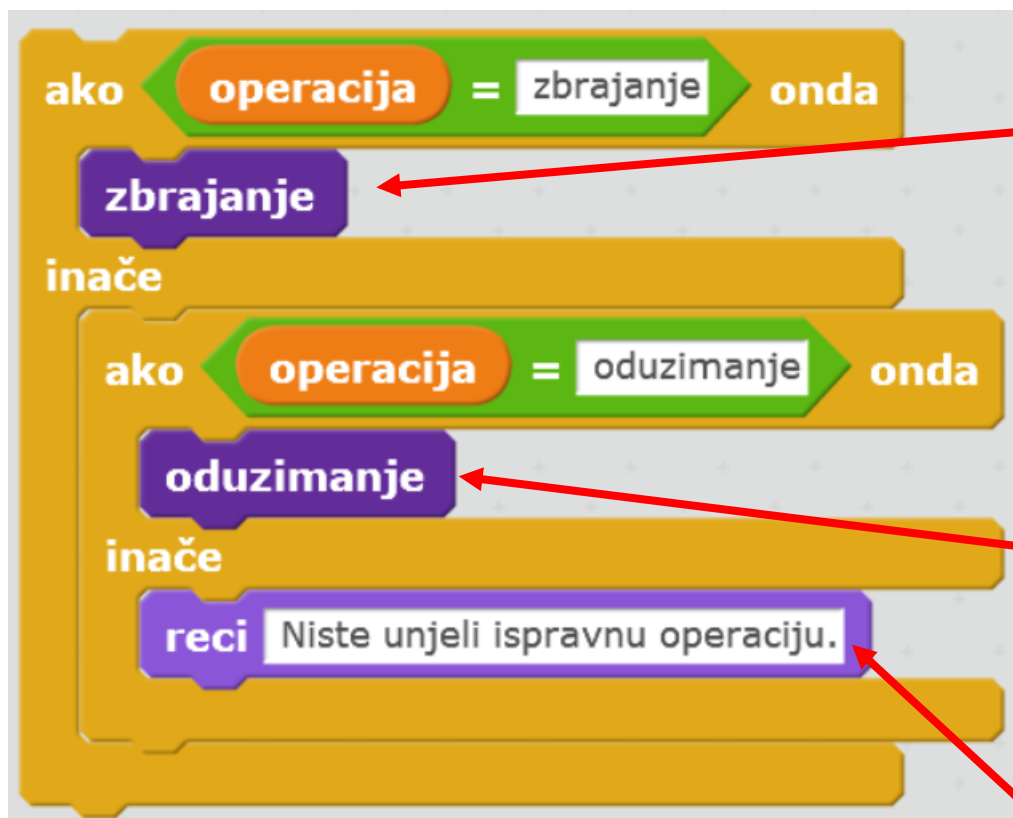 ako operacija = zbrajanje onda
zbrajanje
inače
ako operacija = oduzimanje onda
oduzimanje
inače
reci Niste unjeli ispravnu operaciju.